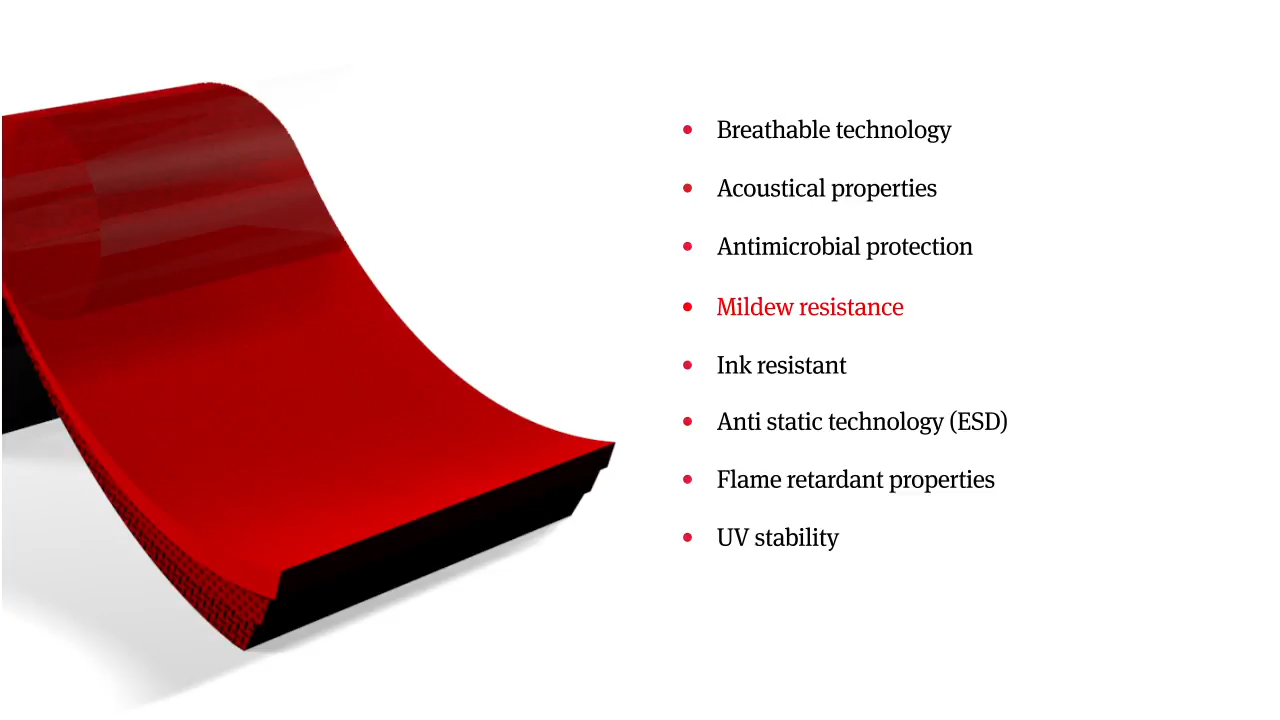 Breathable technology
Acoustical properties
Antimicrobial protection
Mildew resistance
Ink resistant
Anti static technology (ESD)
Flame retardant properties
UV stability